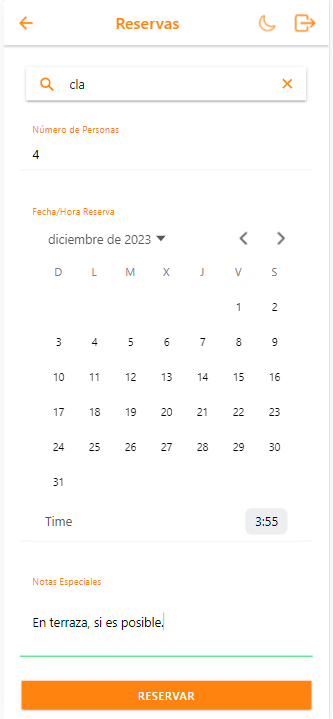 Reservas
cla
Número de Personas
4
Fecha/Hora Reserva
diciembre de 2023
D L M X J V S
1 2
3 4 5 6 7 8 9
10 11 12 13 14 15 16
17 18 19 20 21 22 23
24 25 26 27 28 29 30
31
Time 3:55
Notas Especiales
En terraza, si es posible.
RESERVAR